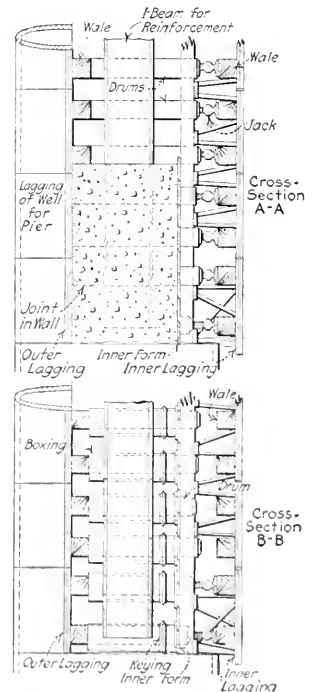 I-Beam for
Reinforcement
Wale
Wale
Drums
Jack
Lagging
of Well
for
Pier
Cross-
Section
A-A
Joint
in Wall
Outer
Lagging
Inner Form
Inner Lagging
Wale
Boxing
Drum
Cross-
Section
B-B
Outer Lagging
Keying
Inner Form
Inner
Lagging